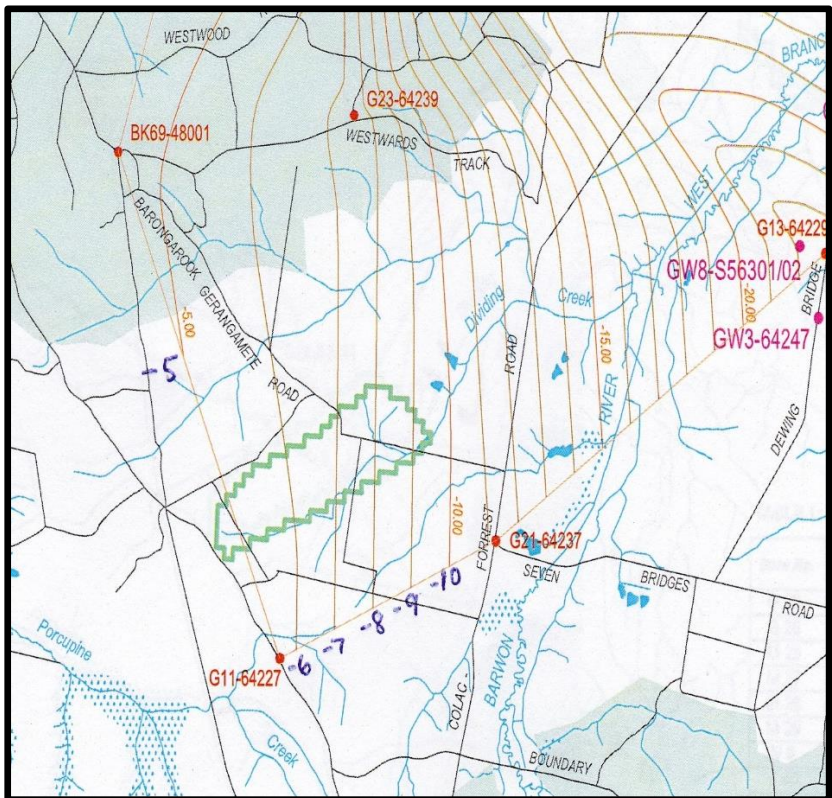 WESTWOOD
BRANC
G23-64239
BK69-48001
WESTWARDS
TRACK
WEST
G13-64229
BARONGAROOK
GERANGAMETE
ROAD
GW8-S56301/02
BRIDGE
Dividing
Creek
-5.00
-20.00
-15.00
GW3-64247
-5
ROAD
RIVER
DEWING
-10.00
FORREST
G21-64237
SEVEN
BRIDGES
ROAD
-10
-9
-8
-7
-6
Porcupine
G11-64227
BARWON
COLAC -
Creek
BOUNDARY